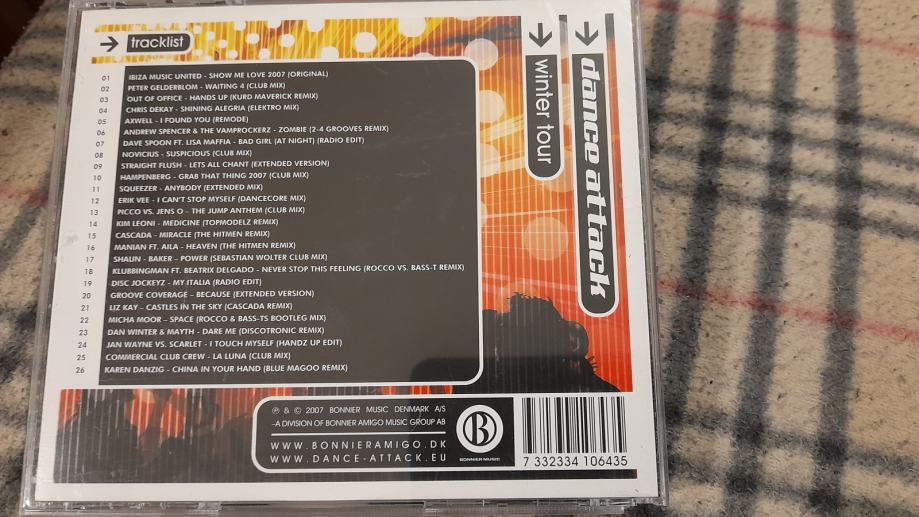 tracklist
01 IBIZA MUSIC UNITED - SHOW ME LOVE 2007 (ORIGINAL)
02 PETER GELDERBLOM - WAITING 4 (CLUB MIX)
03 OUT OF OFFICE - HANDS UP (KURD MAVERICK REMIX)
04 CHRIS DEKAY - SHINING ALEGRIA (ELEKTRO MIX)
05 AXWELL - I FOUND YOU (REMODE)
06 ANDREW SPENCER & THE VAMPROCKERZ - ZOMBIE (2-4 GROOVES REMIX)
07 DAVE SPOON FT. LISA MAFFIA - BAD GIRL (AT NIGHT) (RADIO EDIT)
08 NOVICIUS - SUSPICIOUS (CLUB MIX)
09 STRAIGHT FLUSH - LETS ALL CHANT (EXTENDED VERSION)
10 HAMPENBERG - GRAB THAT THING 2007 (CLUB MIX)
11 SQUEEZER - ANYBODY (EXTENDED MIX)
12 ERIK VEE - I CAN'T STOP MYSELF (DANCECORE MIX)
13 PICCO VS. JENS O - THE JUMP ANTHEM (CLUB MIX)
14 KIM LEONI - MEDICINE (TOPMODELZ REMIX)
15 CASCADA - MIRACLE (THE HITMEN REMIX)
16 MANIAN FT. AILA - HEAVEN (THE HITMEN REMIX)
17 SHAUN - BAKER – POWER (SEBASTIAN WOLTER CLUB MIX)
18 KLUBBINGMAN FT. BEATRIX DELGADO - NEVER STOP THIS FEELING (ROCCO VS. BASS-T REMIX)
19 DISC JOCKEYZ - MY ITALIA (RADIO EDIT)
20 GROOVE COVERAGE – BECAUSE (EXTENDED VERSION)
21 LIZ KAY – CASTLES IN THE SKY (CASCADA REMIX)
22 MICHA MOOR – SPACE (ROCCO & BASS-TS BOOTLEG MIX)
23 DAN WINTER & MAYTH - DARE ME (DISCOTRONIC REMIX)
24 JAN WAYNE VS. SCARLET - I TOUCH MYSELF (HANDZ UP EDIT)
25 COMMERCIAL CLUB CREW - LA LUNA (CLUB MIX)
26 KAREN DANZIG - CHINA IN YOUR HAND (BLUE MAGOO REMIX)
winter tour
dance attack
℗ & © 2007 BONNIER MUSIC DENMARK A/S
-A DIVISION OF BONNIER AMIGO MUSIC GROUP AB
WWW.BONNIERAMIGO.DK
WWW.DANCE-ATTACK.EU
B
BONNIER MUSIC
7 332334 106435